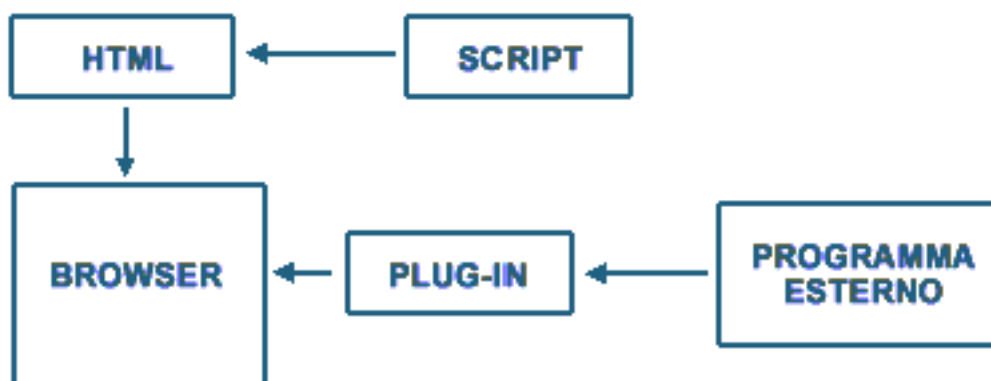 HTML
SCRIPT
BROWSER
PLUG-IN
PROGRAMMA
ESTERNO